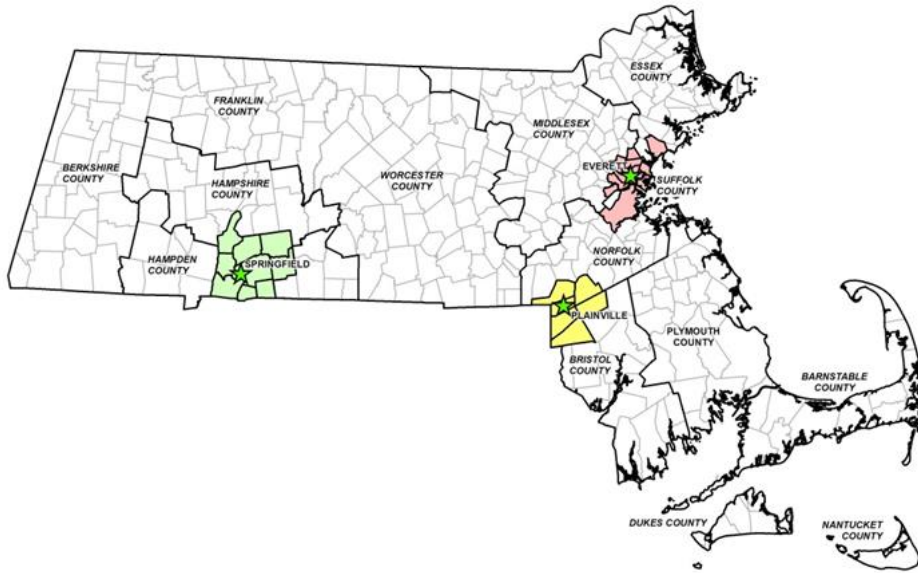 ESSEX
COUNTY
FRANKLIN
COUNTY
MIDDLESEX
COUNTY
EVERETT
BERKSHIRE
COUNTY
HAMPSHIRE
COUNTY
WORCESTER
COUNTY
SUFFOLK
COUNTY
HAMPDEN
COUNTY
SPRINGFIELD
NORFOLK
COUNTY
PLAINVILLE
PLYMOUTH
COUNTY
BRISTOL
COUNTY
BARNSTABLE
COUNTY
DUKES COUNTY
NANTUCKET
COUNTY